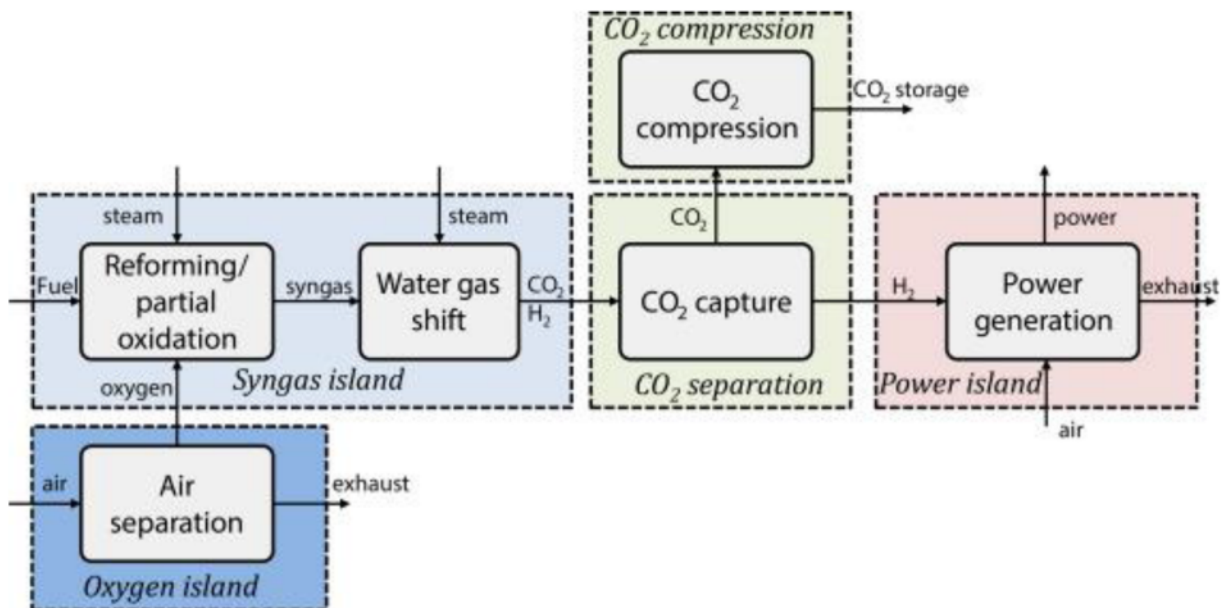 CO₂ compression
CO₂
compression
CO₂ storage
steam
steam
CO₂
power
Fuel
Reforming/
partial
oxidation
syngas
Water gas
shift
CO₂
H₂
CO₂ capture
H₂
Power
generation
exhaust
oxygen
Syngas island
CO₂ separation
Power island
air
air
Air
separation
exhaust
Oxygen island